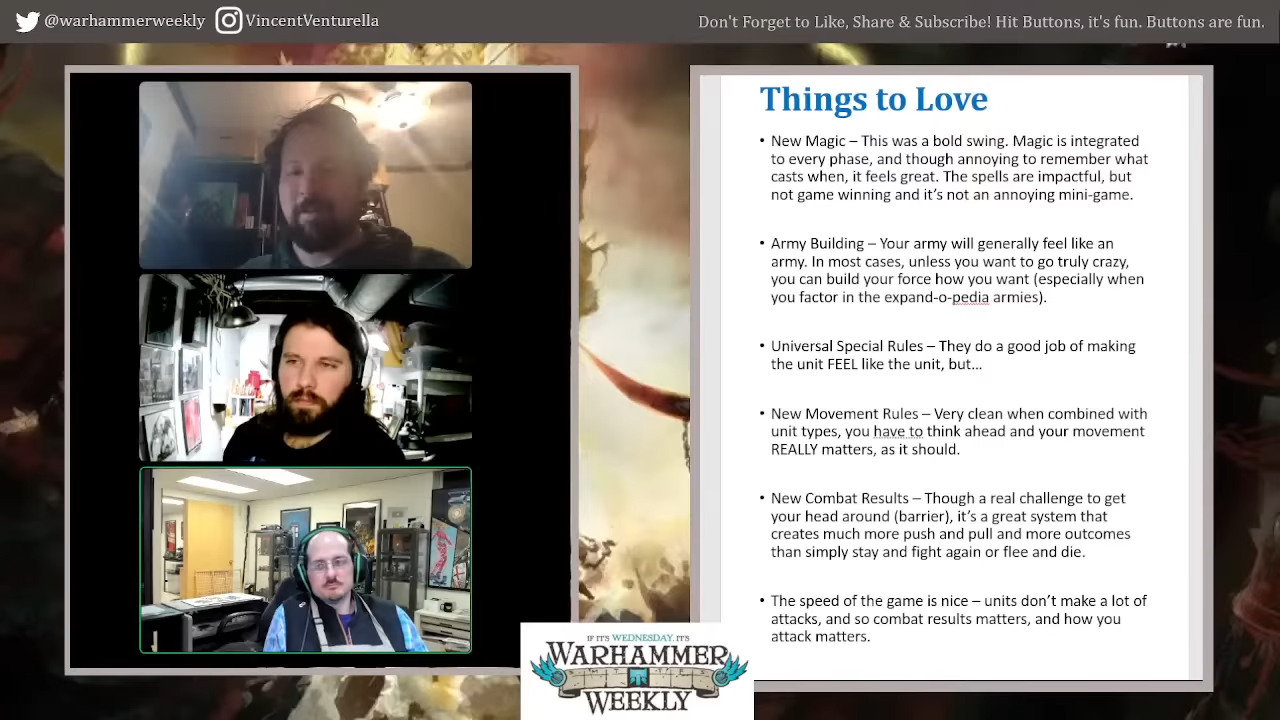 @warhammerweekly VincentVenturella
Don't Forget to Like, Share & Subscribe! Hit Buttons, it's fun. Buttons are fun.
Things to Love
• New Magic – This was a bold swing. Magic is integrated
to every phase, and though annoying to remember what
casts when, it feels great. The spells are impactful, but
not game winning and it's not an annoying mini-game.
• Army Building – Your army will generally feel like an
army. In most cases, unless you want to go truly crazy,
you can build your force how you want (especially when
you factor in the expand-o-pedia armies).
• Universal Special Rules – They do a good job of making
the unit FEEL like the unit, but…
• New Movement Rules – Very clean when combined with
unit types, you have to think ahead and your movement
REALLY matters, as it should.
• New Combat Results – Though a real challenge to get
your head around (barrier), it's a great system that
creates much more push and pull and more outcomes
than simply stay and fight again or flee and die.
• The speed of the game is nice – units don't make a lot of
attacks, and so combat results matters, and how you
attack matters.
IF IT'S WEDNESDAY, IT'S
WARHAMMER
WEEKLY